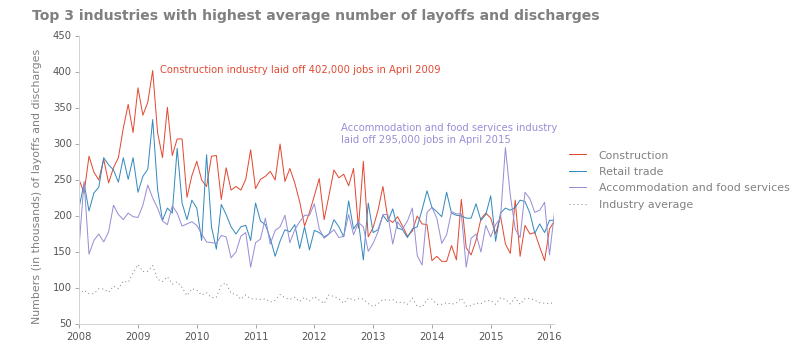 Top 3 industries with highest average number of layoffs and discharges
Numbers (in thousands) of layoffs and discharges
450
400
350
300
250
200
150
100
50
Construction industry laid off 402,000 jobs in April 2009
Accommodation and food services industry
laid off 295,000 jobs in April 2015
Construction
Retail trade
Accommodation and food services
Industry average
2008
2009
2010
2011
2012
2013
2014
2015
2016